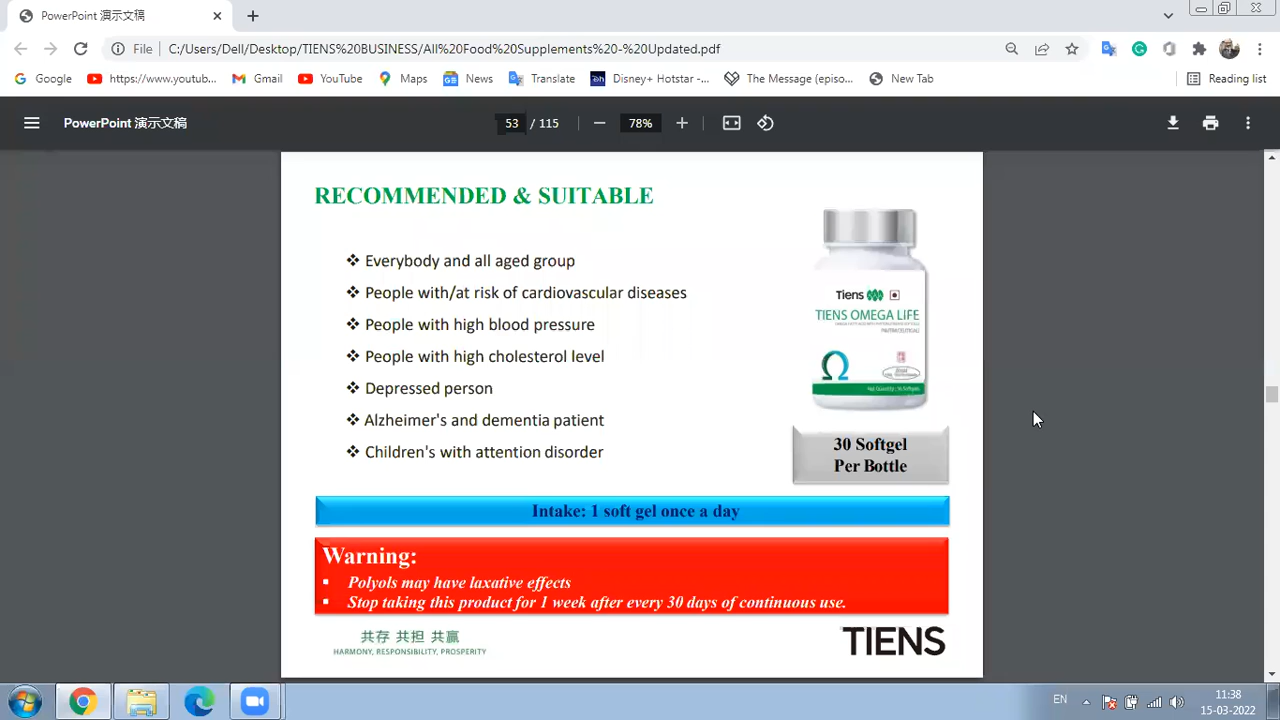 PowerPoint 演示文稿
File
C:/Users/Dell/Desktop/TIENS%20BUSINESS/All%20Food%20Supplements%20-%20Updated.pdf
Google
https://www.youtub...
Gmail
YouTube
Maps
News
Translate
Disney+ Hotstar -...
The Message (episo...
New Tab
Reading list
PowerPoint 演示文稿
53 / 115
78%
RECOMMENDED & SUITABLE
❖ Everybody and all aged group
❖ People with/at risk of cardiovascular diseases
❖ People with high blood pressure
❖ People with high cholesterol level
❖ Depressed person
❖ Alzheimer's and dementia patient
❖ Children's with attention disorder
Tiens
TIENS OMEGA LIFE
Ω
30 Softgel
Per Bottle
Intake: 1 soft gel once a day
Warning:
▪ Polyols may have laxative effects
▪ Stop taking this product for 1 week after every 30 days of continuous use.
共存 共担 共赢
HARMONY, RESPONSIBILITY, PROSPERITY
TIENS
EN
11:38
15-03-2022